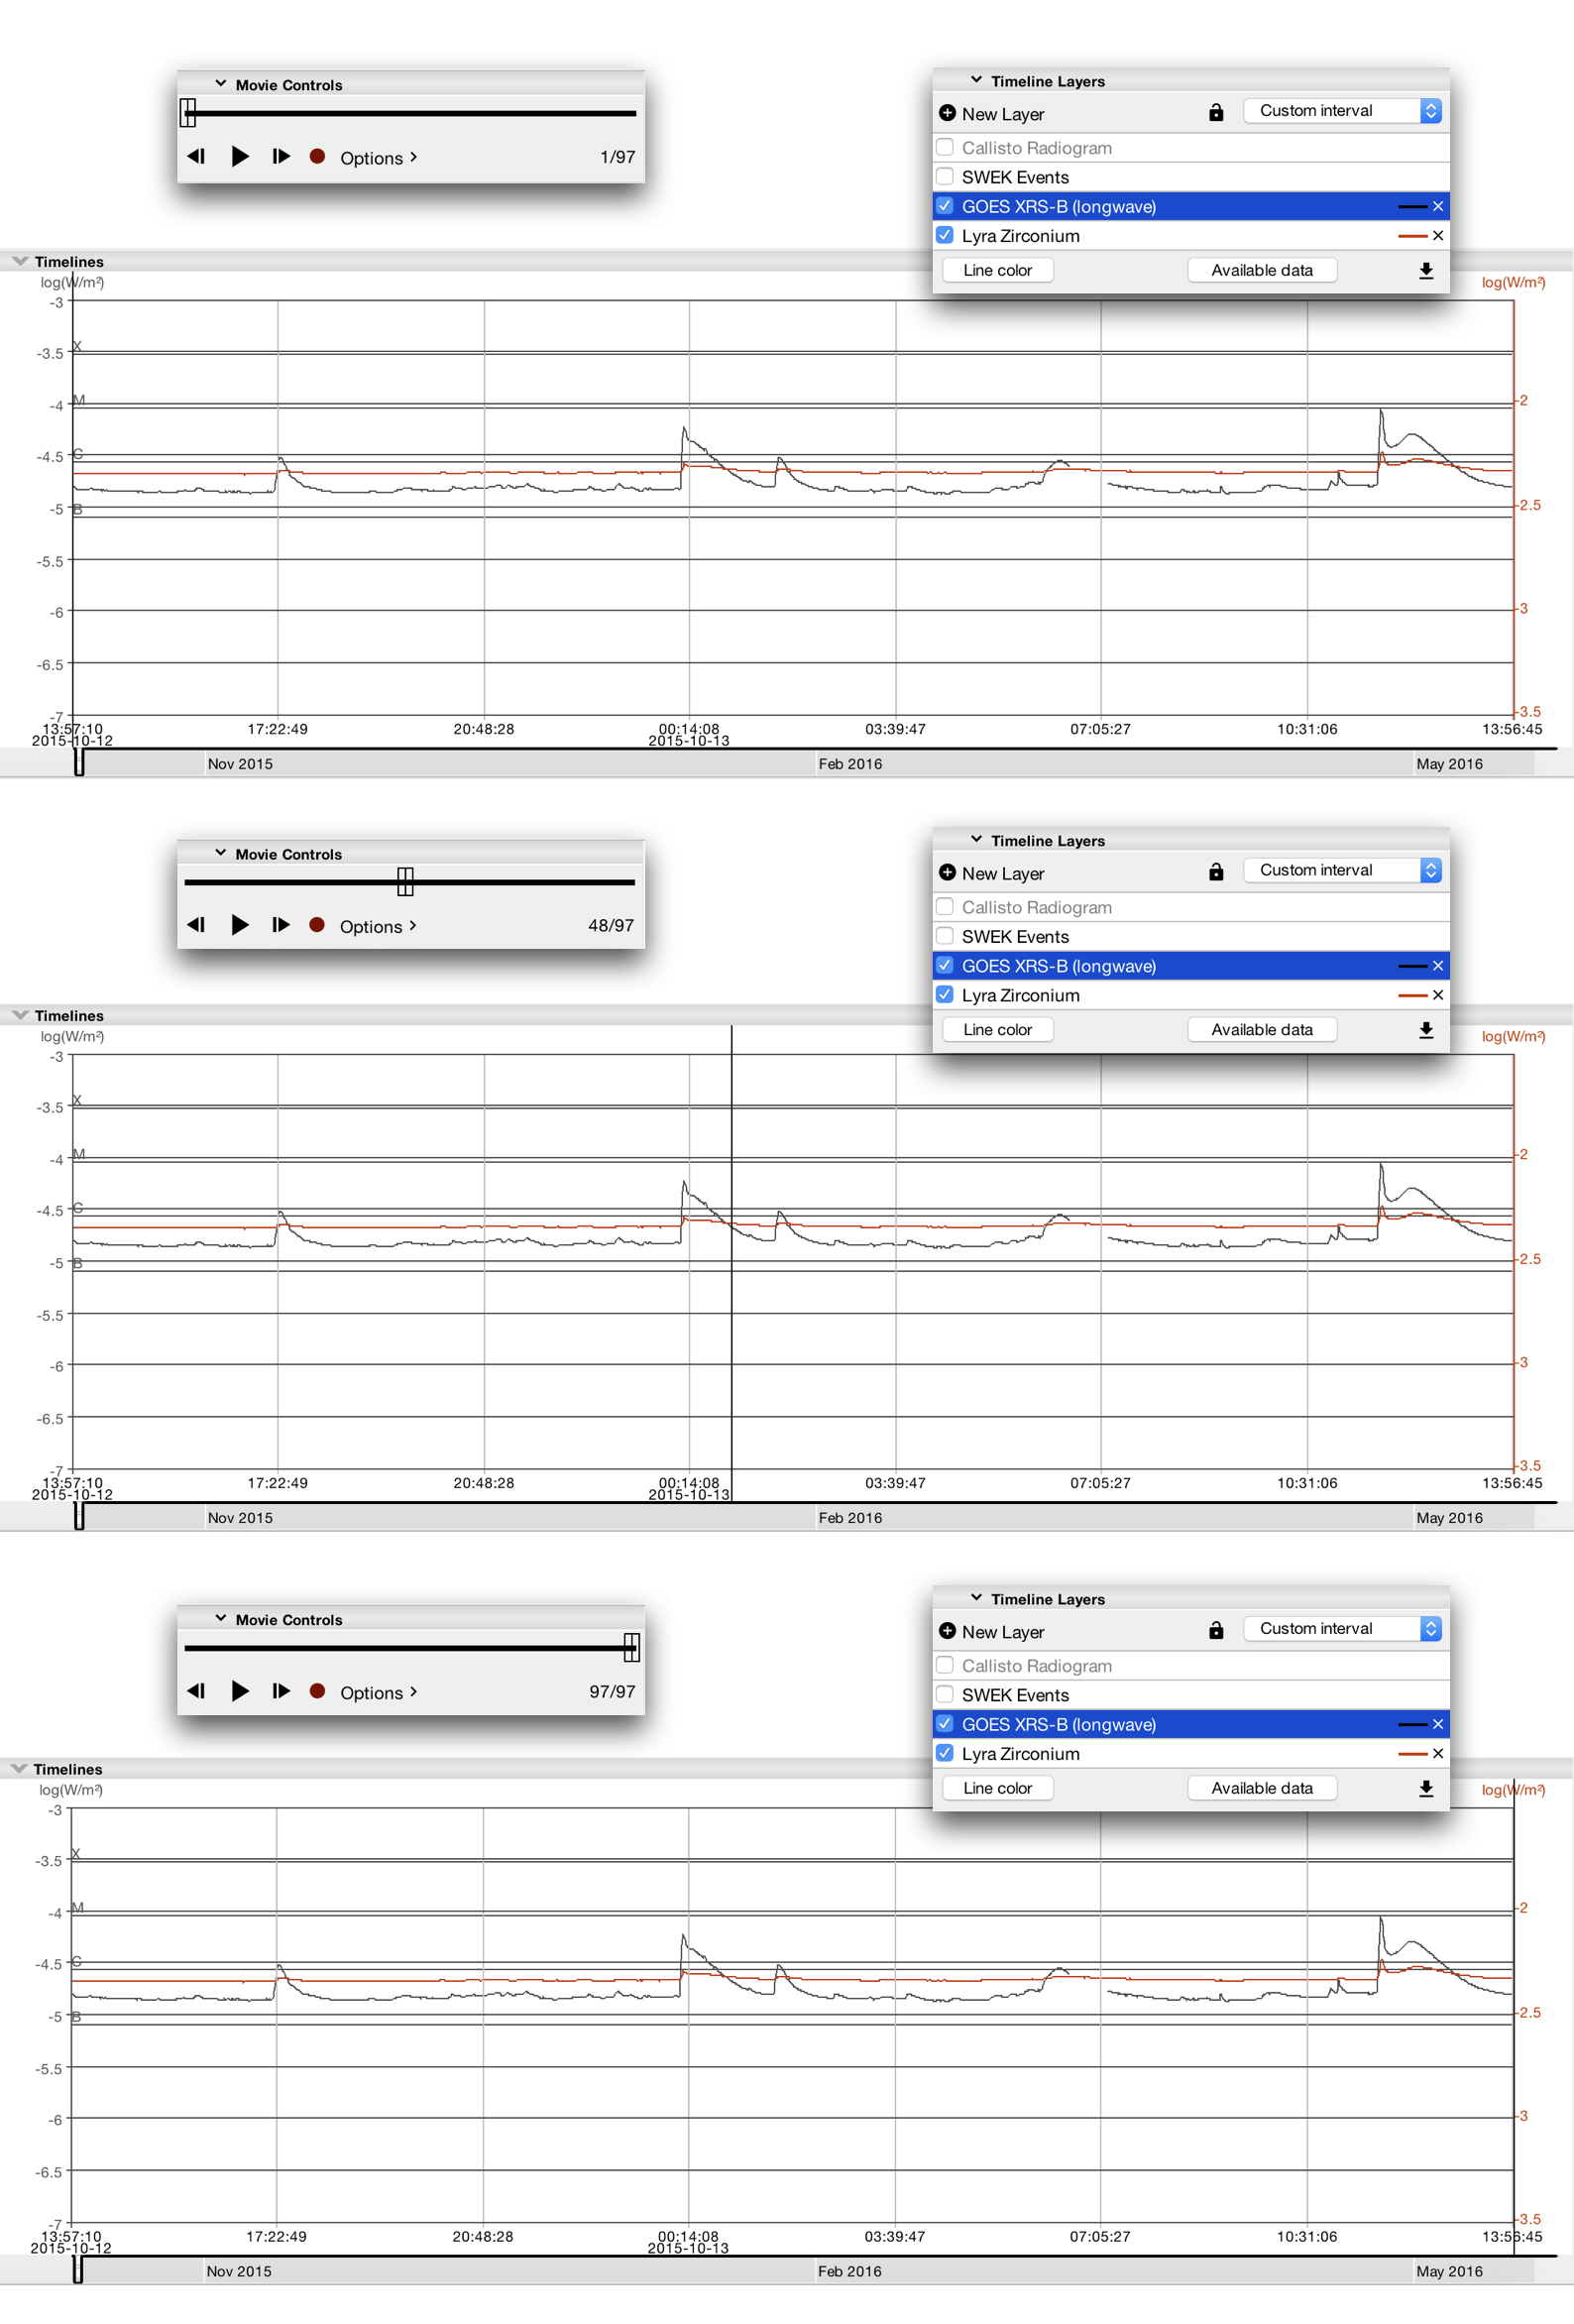 Movie Controls
Options
1/97
Timeline Layers
New Layer
Custom interval
Callisto Radiogram
SWEK Events
GOES XRS-B (longwave)
Lyra Zirconium
Line color
Available data
Timelines
log(W/m²)
log(W/m²)
-3
X
-3.5
M
-4
-2
C
-4.5
-5
B
-2.5
-5.5
-6
-3
-6.5
-7
-3.5
13:57:10 17:22:49 20:48:28 00:14:08 03:39:47 07:05:27 10:31:06 13:56:45
2015-10-12 2015-10-13
Nov 2015 Feb 2016 May 2016
Movie Controls
Options
48/97
Timeline Layers
New Layer
Custom interval
Callisto Radiogram
SWEK Events
GOES XRS-B (longwave)
Lyra Zirconium
Line color
Available data
Timelines
log(W/m²)
log(W/m²)
-3
X
-3.5
M
-4
-2
C
-4.5
-5
B
-2.5
-5.5
-6
-3
-6.5
-7
-3.5
13:57:10 17:22:49 20:48:28 00:14:08 03:39:47 07:05:27 10:31:06 13:56:45
2015-10-12 2015-10-13
Nov 2015 Feb 2016 May 2016
Movie Controls
Options
97/97
Timeline Layers
New Layer
Custom interval
Callisto Radiogram
SWEK Events
GOES XRS-B (longwave)
Lyra Zirconium
Line color
Available data
Timelines
log(W/m²)
log(W/m²)
-3
X
-3.5
M
-4
-2
C
-4.5
-5
B
-2.5
-5.5
-6
-3
-6.5
-7
-3.5
13:57:10 17:22:49 20:48:28 00:14:08 03:39:47 07:05:27 10:31:06 13:56:45
2015-10-12 2015-10-13
Nov 2015 Feb 2016 May 2016